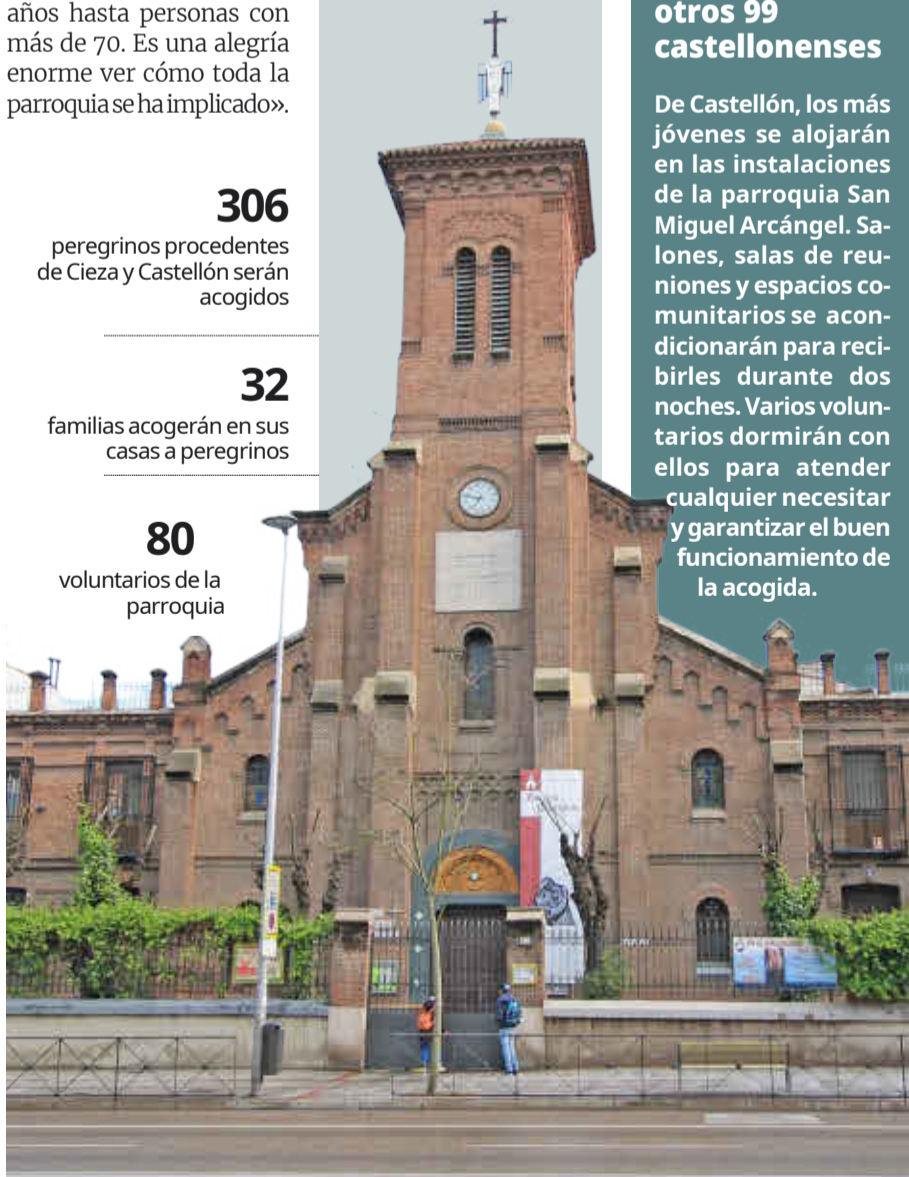 años hasta personas con
más de 70. Es una alegría
enorme ver cómo toda la
parroquia se ha implicado».
306
peregrinos procedentes
de Cieza y Castellón serán
acogidos
32
familias acogerán en sus
casas a peregrinos
80
voluntarios de la
parroquia
otros 99
castellonenses
De Castellón, los más
jóvenes se alojarán
en las instalaciones
de la parroquia San
Miguel Arcángel. Sa-
lones, salas de reu-
niones y espacios co-
munitarios se acon-
dicionarán para reci-
birles durante dos
noches. Varios volun-
tarios dormirán con
ellos para atender
cualquier necesitar
y garantizar el buen
funcionamiento de
la acogida.